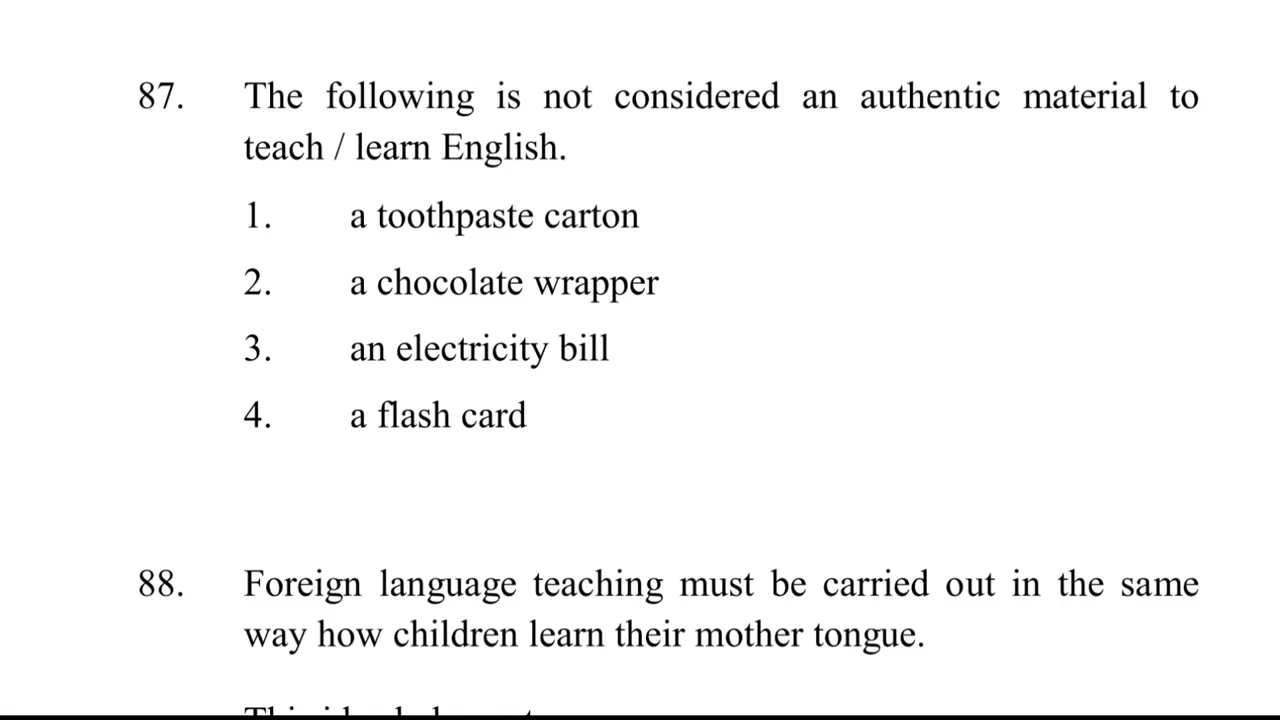 87. The following is not considered an authentic material to
teach / learn English.
1. a toothpaste carton
2. a chocolate wrapper
3. an electricity bill
4. a flash card
88. Foreign language teaching must be carried out in the same
way how children learn their mother tongue.